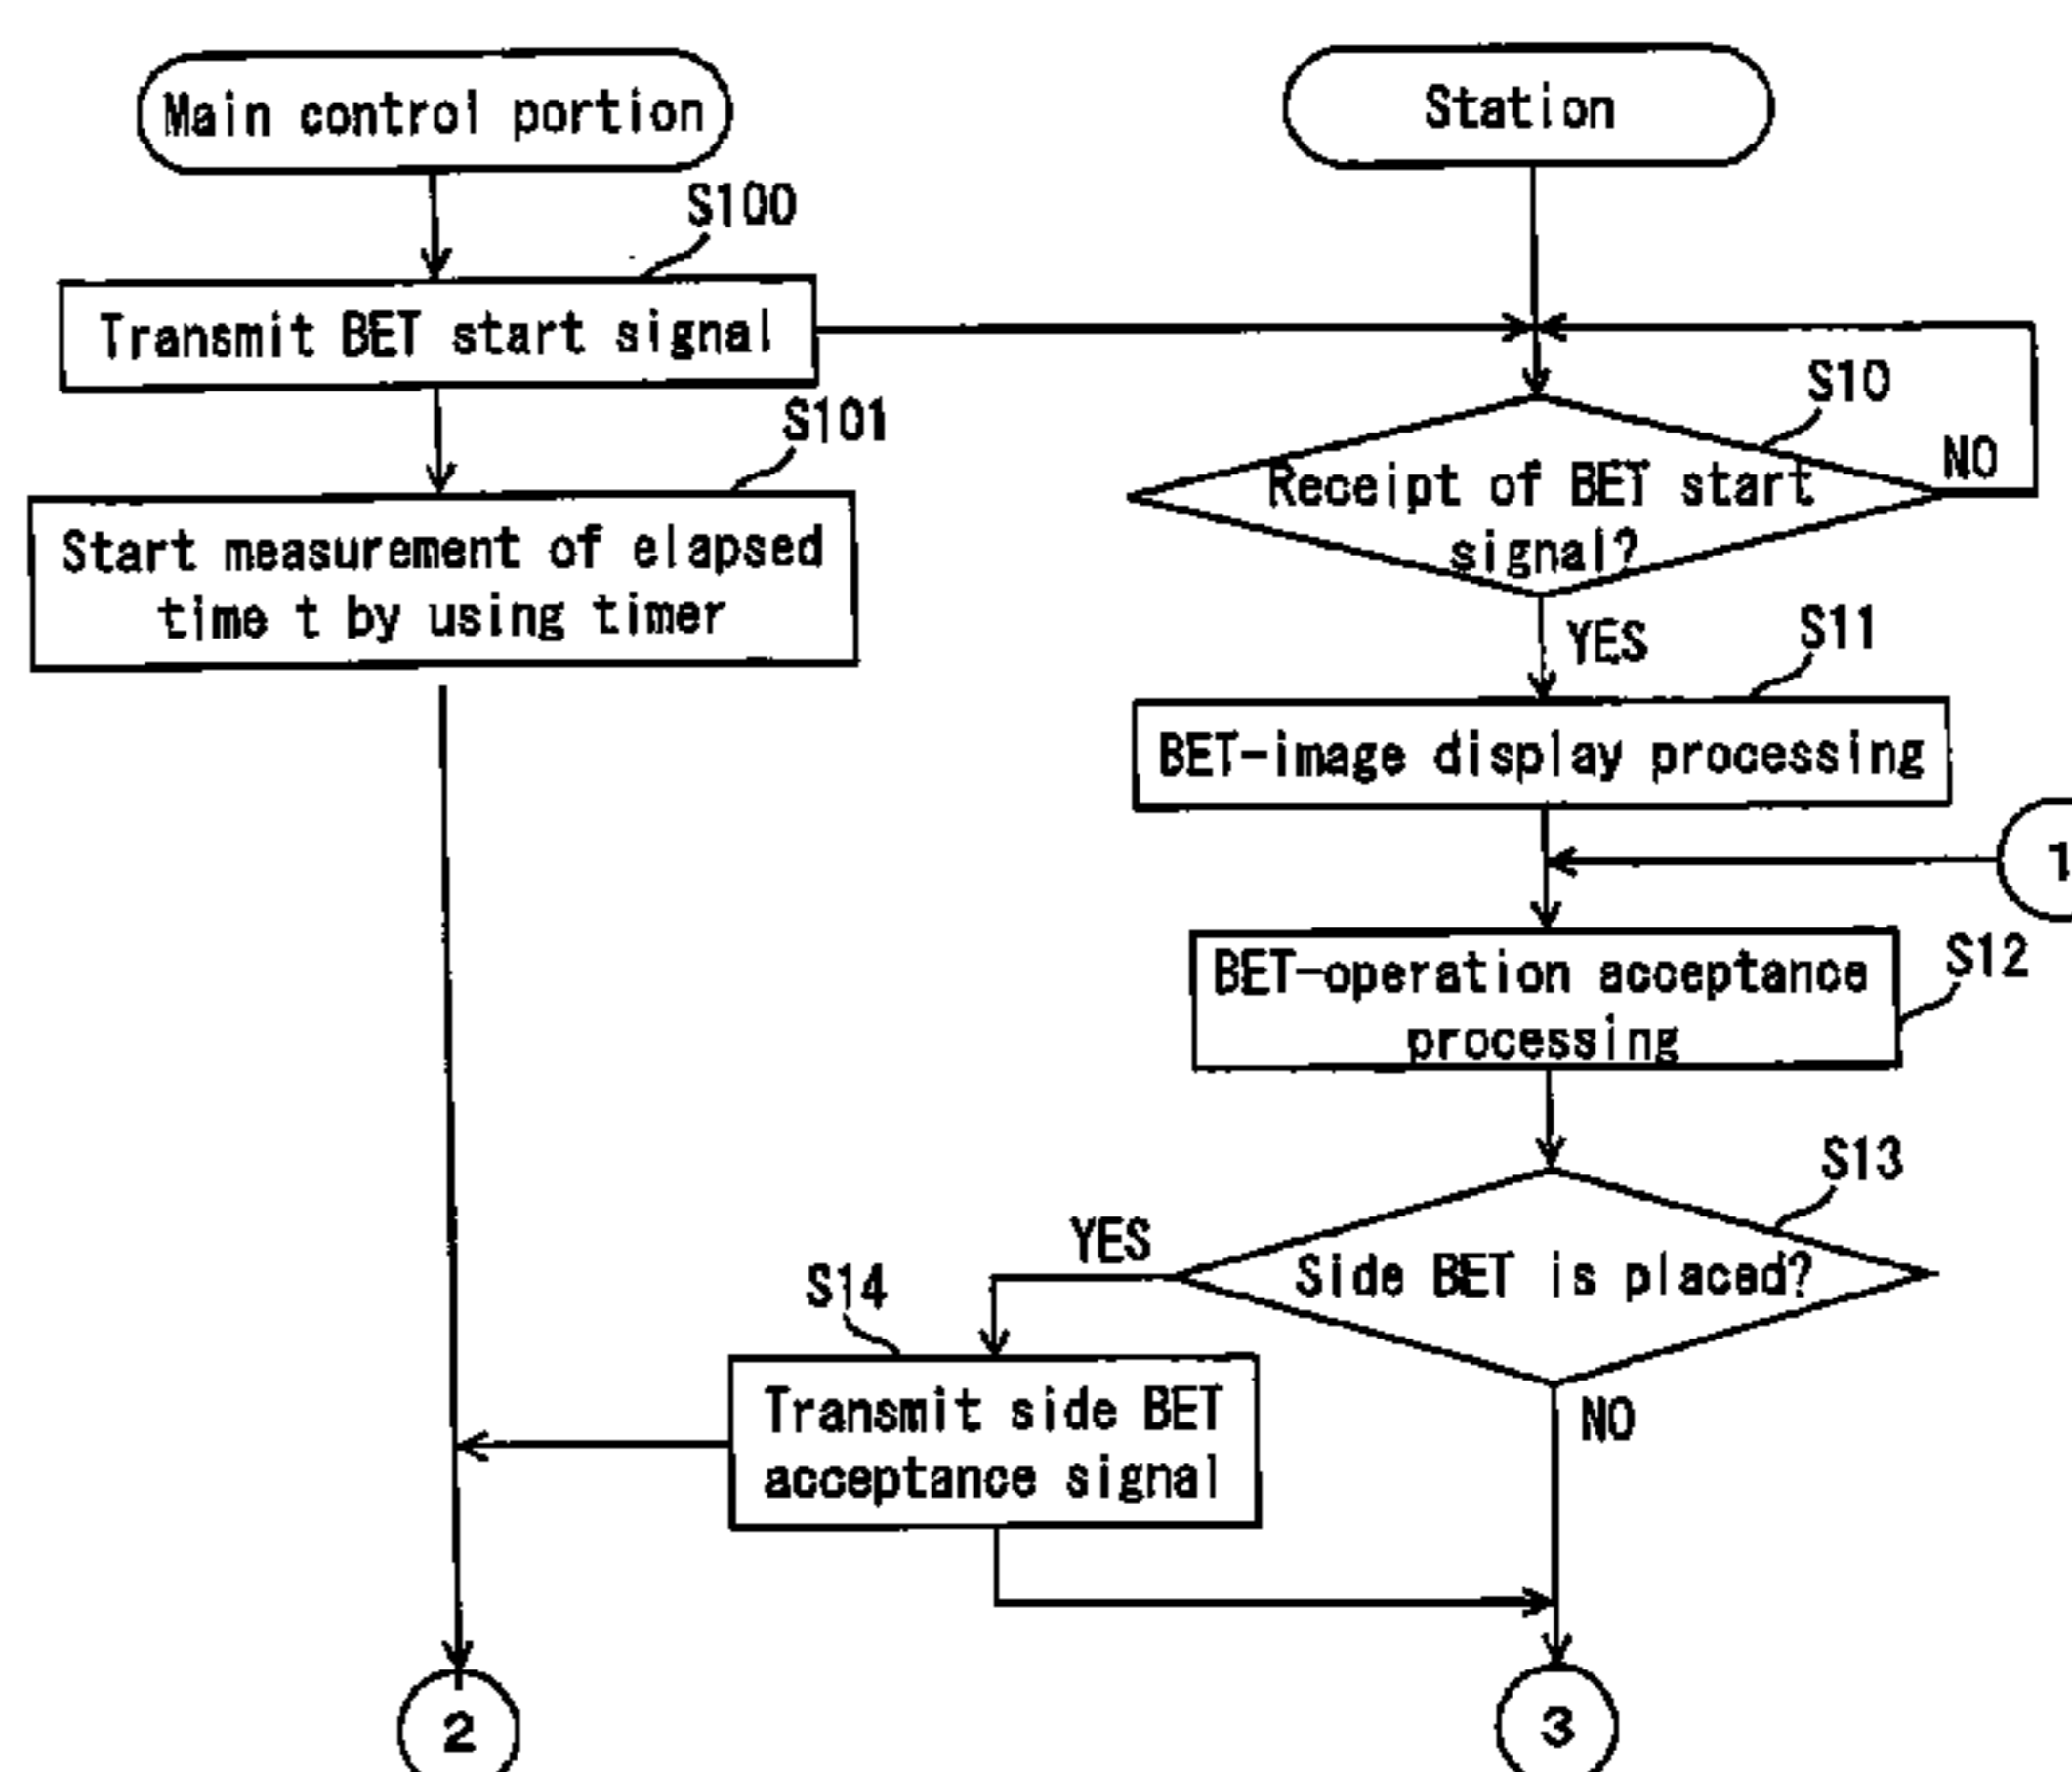 Main control portion
S100
Transmit BET start signal
S101
Start measurement of elapsed
time t by using timer
2
Station
S10
Receipt of BET start
signal?
NO
YES
S11
BET-image display processing
1
BET-operation acceptance
processing
S12
S13
Side BET is placed?
YES
NO
S14
Transmit side BET
acceptance signal
3